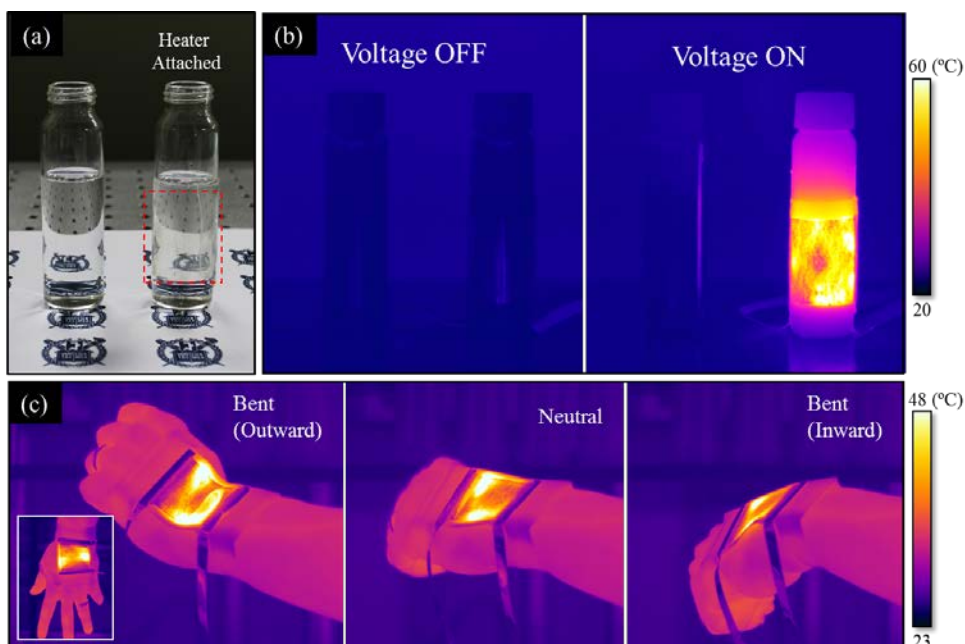 (a)
Heater
Attached
(b)
Voltage OFF
Voltage ON
60 (ºC)
20
(c)
Bent
(Outward)
Neutral
Bent
(Inward)
48 (ºC)
23